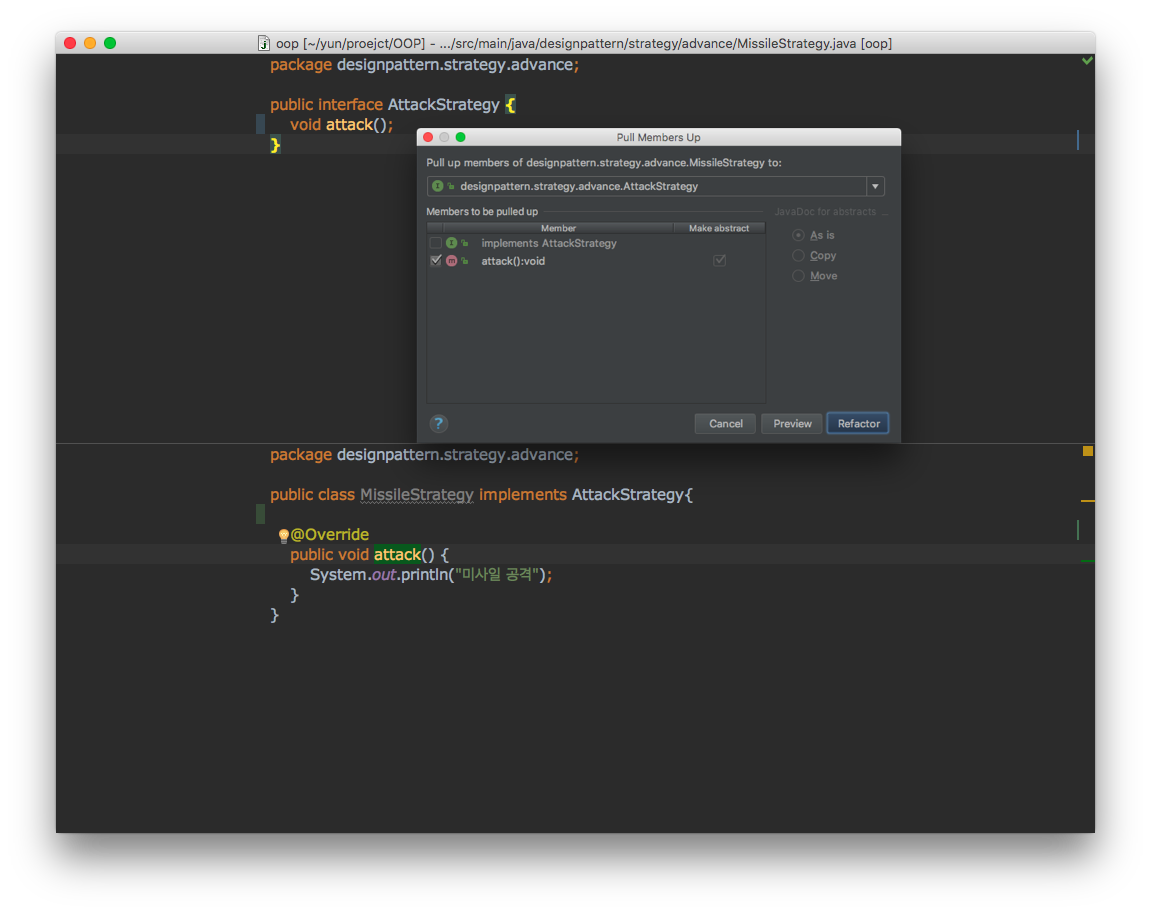 oop [~/yun/proejct/OOP] - .../src/main/java/designpattern/strategy/advance/MissileStrategy.java [oop]
package designpattern.strategy.advance;
public interface AttackStrategy {
void attack();
}
Pull Members Up
Pull up members of designpattern.strategy.advance.MissileStrategy to:
designpattern.strategy.advance.AttackStrategy
Members to be pulled up
JavaDoc for abstracts ...
Member Make abstract
implements AttackStrategy
attack():void
As is
Copy
Move
? Cancel Preview Refactor
package designpattern.strategy.advance;
public class MissileStrategy implements AttackStrategy{
@Override
public void attack() {
System.out.println("미사일 공격");
}
}